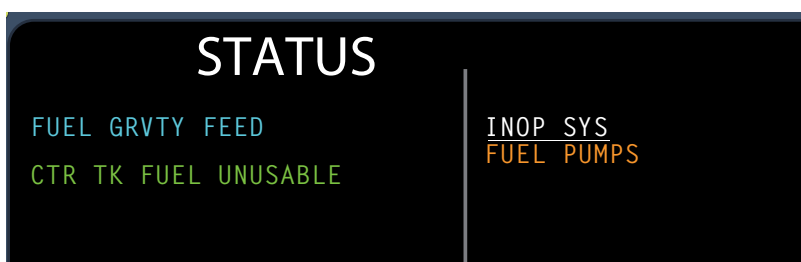 STATUS
FUEL GRVTY FEED
CTR TK FUEL UNUSABLE
INOP SYS
FUEL PUMPS